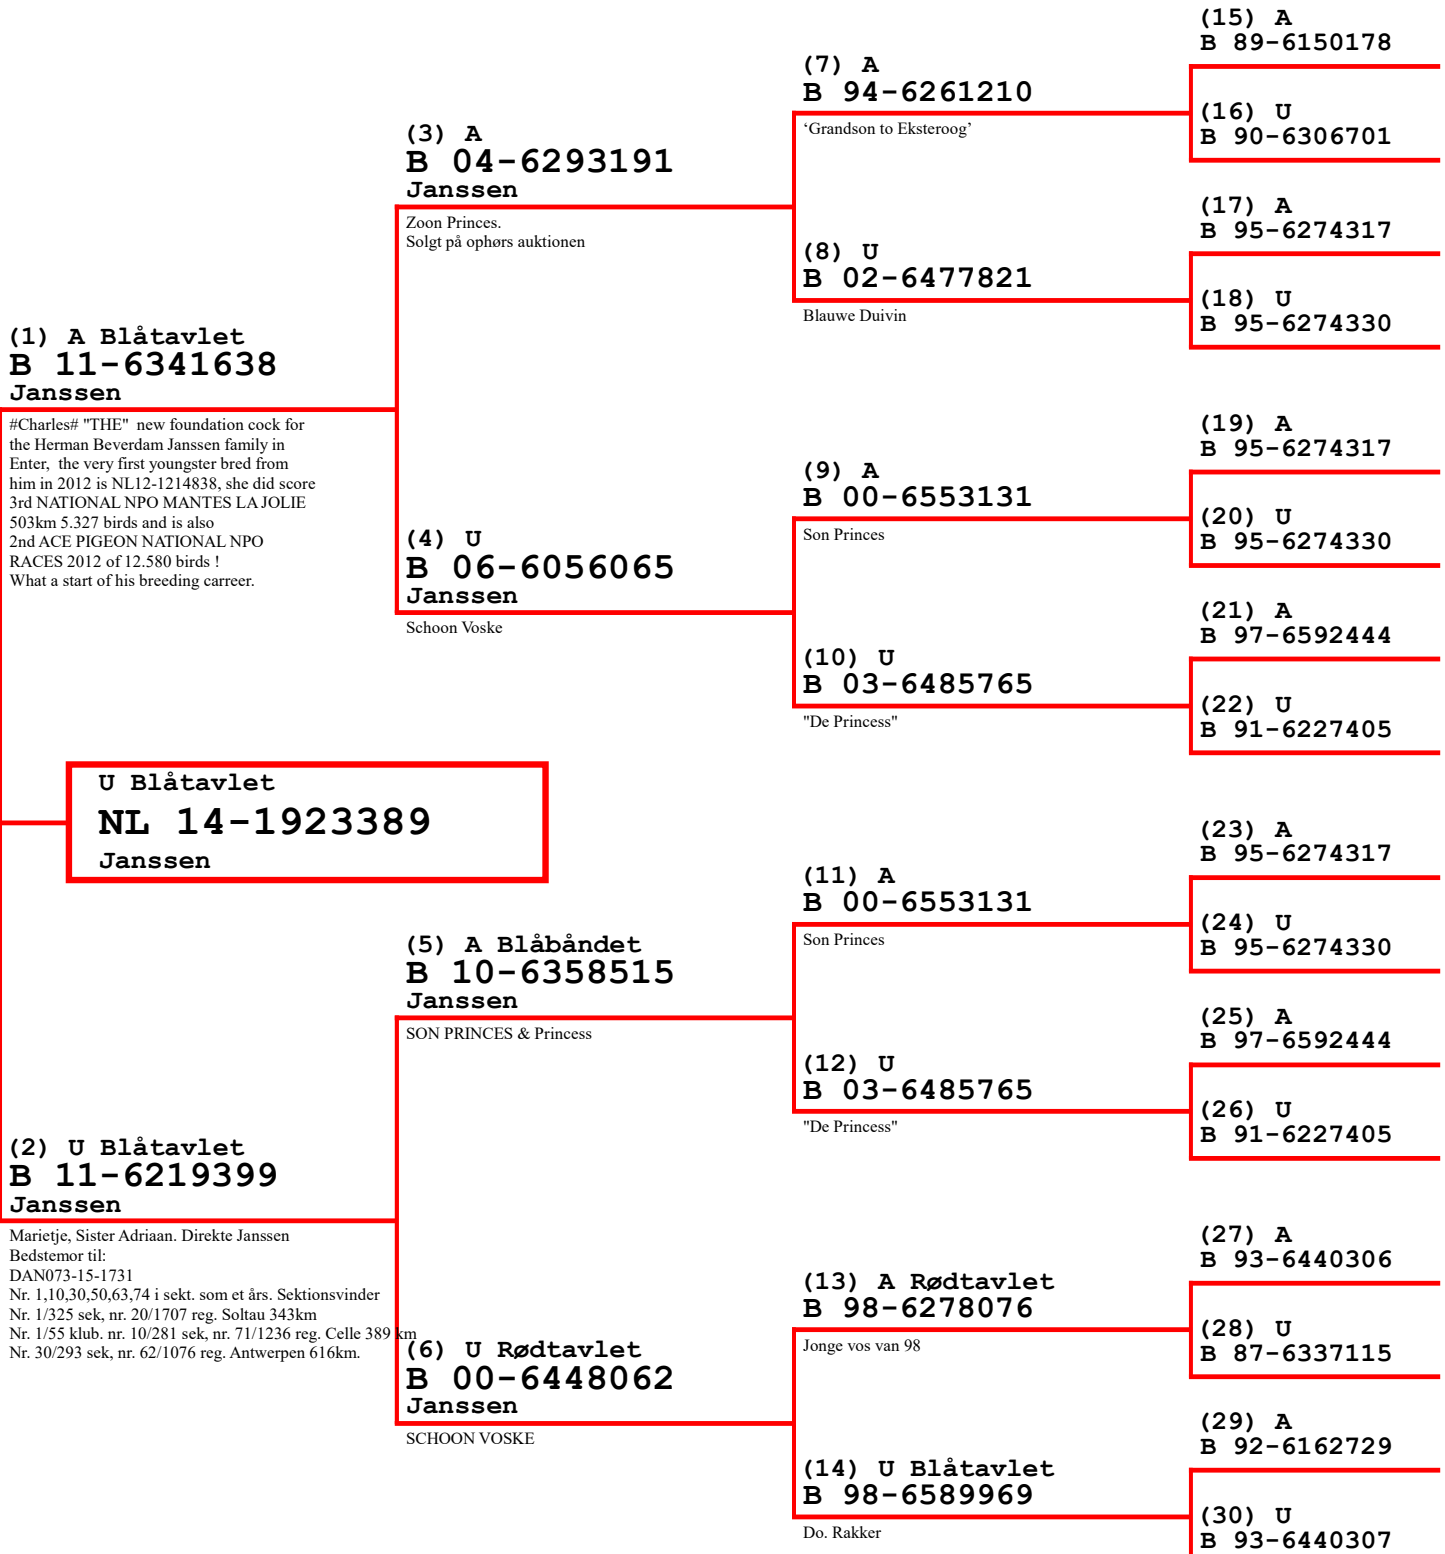 (1) A Blåtavlet
B 11-6341638
Janssen
#Charles# "THE"  new foundation cock for
the Herman Beverdam Janssen family in
Enter,  the very first youngster bred from
him in 2012 is NL12-1214838, she did score
3rd NATIONAL NPO MANTES LA JOLIE
503km 5.327 birds and is also
2nd ACE PIGEON NATIONAL NPO
RACES 2012 of 12.580 birds !
What a start of his breeding carreer.
U Blåtavlet
NL 14-1923389
Janssen
(2) U Blåtavlet
B 11-6219399
Janssen
Marietje, Sister Adriaan. Direkte Janssen
Bedstemor til:
DAN073-15-1731
Nr. 1,10,30,50,63,74 i sekt. som et års. Sektionsvinder
Nr. 1/325 sek, nr. 20/1707 reg. Soltau 343km
Nr. 1/55 klub. nr. 10/281 sek, nr. 71/1236 reg. Celle 389 km
Nr. 30/293 sek, nr. 62/1076 reg. Antwerpen 616km.
(3) A
B 04-6293191
Janssen
Zoon Princes.
Solgt på ophørs auktionen
(4) U
B 06-6056065
Janssen
Schoon Voske
(5) A Blåbåndet
B 10-6358515
Janssen
SON PRINCES & Princess
(6) U Rødtavlet
B 00-6448062
Janssen
SCHOON VOSKE
(7) A
B 94-6261210
‘Grandson to Eksteroog’
(8) U
B 02-6477821
Blauwe Duivin
(9) A
B 00-6553131
Son Princes
(10) U
B 03-6485765
"De Princess"
(11) A
B 00-6553131
Son Princes
(12) U
B 03-6485765
"De Princess"
(13) A Rødtavlet
B 98-6278076
Jonge vos van 98
(14) U Blåtavlet
B 98-6589969
Do. Rakker
(15) A
B 89-6150178
(16) U
B 90-6306701
(17) A
B 95-6274317
(18) U
B 95-6274330
(19) A
B 95-6274317
(20) U
B 95-6274330
(21) A
B 97-6592444
(22) U
B 91-6227405
(23) A
B 95-6274317
(24) U
B 95-6274330
(25) A
B 97-6592444
(26) U
B 91-6227405
(27) A
B 93-6440306
(28) U
B 87-6337115
(29) A
B 92-6162729
(30) U
B 93-6440307